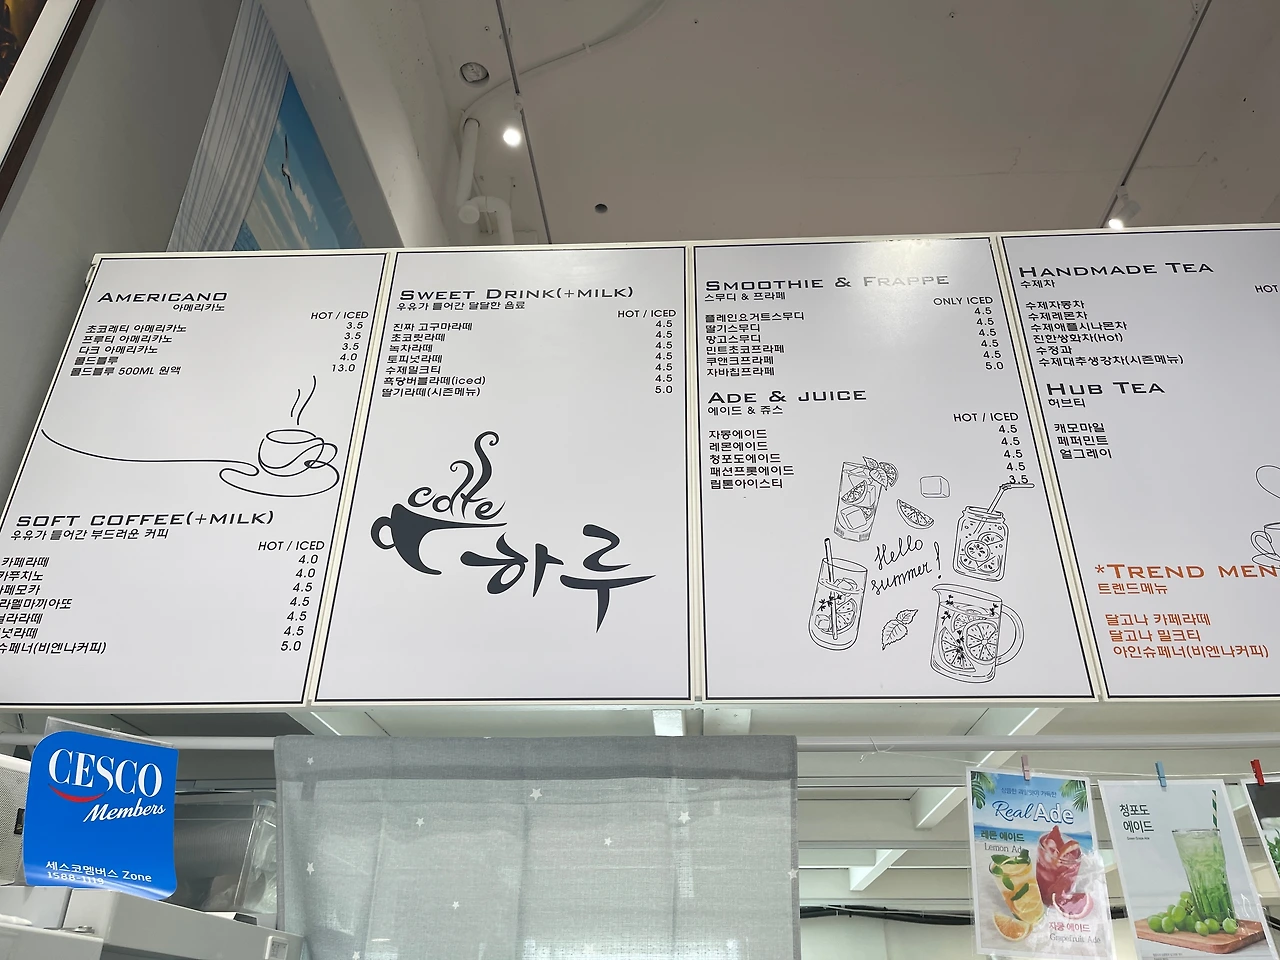 AMERICANO
아메리카노
HOT / ICED
초코레티 아메리카노 3.5
프루티 아메리카노 3.5
다크 아메리카노 3.5
콜드블루 4.0
콜드블루 500ML 원액 13.0
SOFT COFFEE(+MILK)
우유가 들어간 부드러운 커피
HOT / ICED
카페라떼 4.0
카푸치노 4.0
페모카 4.5
라멜마끼아또 4.5
라라떼 4.5
넛라떼 4.5
슈페너(비엔나커피) 5.0
SWEET DRINK(+MILK)
우유가 들어간 달달한 음료
HOT / ICED
진짜 고구마라떼 4.5
초코릿라떼 4.5
녹차라떼 4.5
토피넛라떼 4.5
수제밀크티 4.5
흑당버블라떼(iced) 4.5
딸기라떼(시즌메뉴) 5.0
cafe
하루
SMOOTHIE & FRAPPE
스무디 & 프라페
ONLY ICED
플레인요거트스무디 4.5
딸기스무디 4.5
망고스무디 4.5
민트초코프라페 4.5
쿠앤크프라페 4.5
자바칩프라페 5.0
ADE & JUICE
에이드 & 쥬스
HOT / ICED
자몽에이드 4.5
레몬에이드 4.5
청포도에이드 4.5
패션프룻에이드 4.5
립톤아이스티 3.5
Hello
summer!
HANDMADE TEA
수제차
HOT
수제자몽차
수제레몬차
수제애플시나몬차
진한쌍화차(Hot)
수정과
수제대추생강차(시즌메뉴)
HUB TEA
허브티
캐모마일
페퍼민트
얼그레이
*TREND MEN
트렌드메뉴
달고나 카페라떼
달고나 밀크티
아인슈페너(비엔나커피)
CESCO
Members
세스코멤버스 Zone
1588-1119
Real Ade
레몬 에이드
Lemon Ade
자몽 에이드
Grapefruit Ade
청포도
에이드